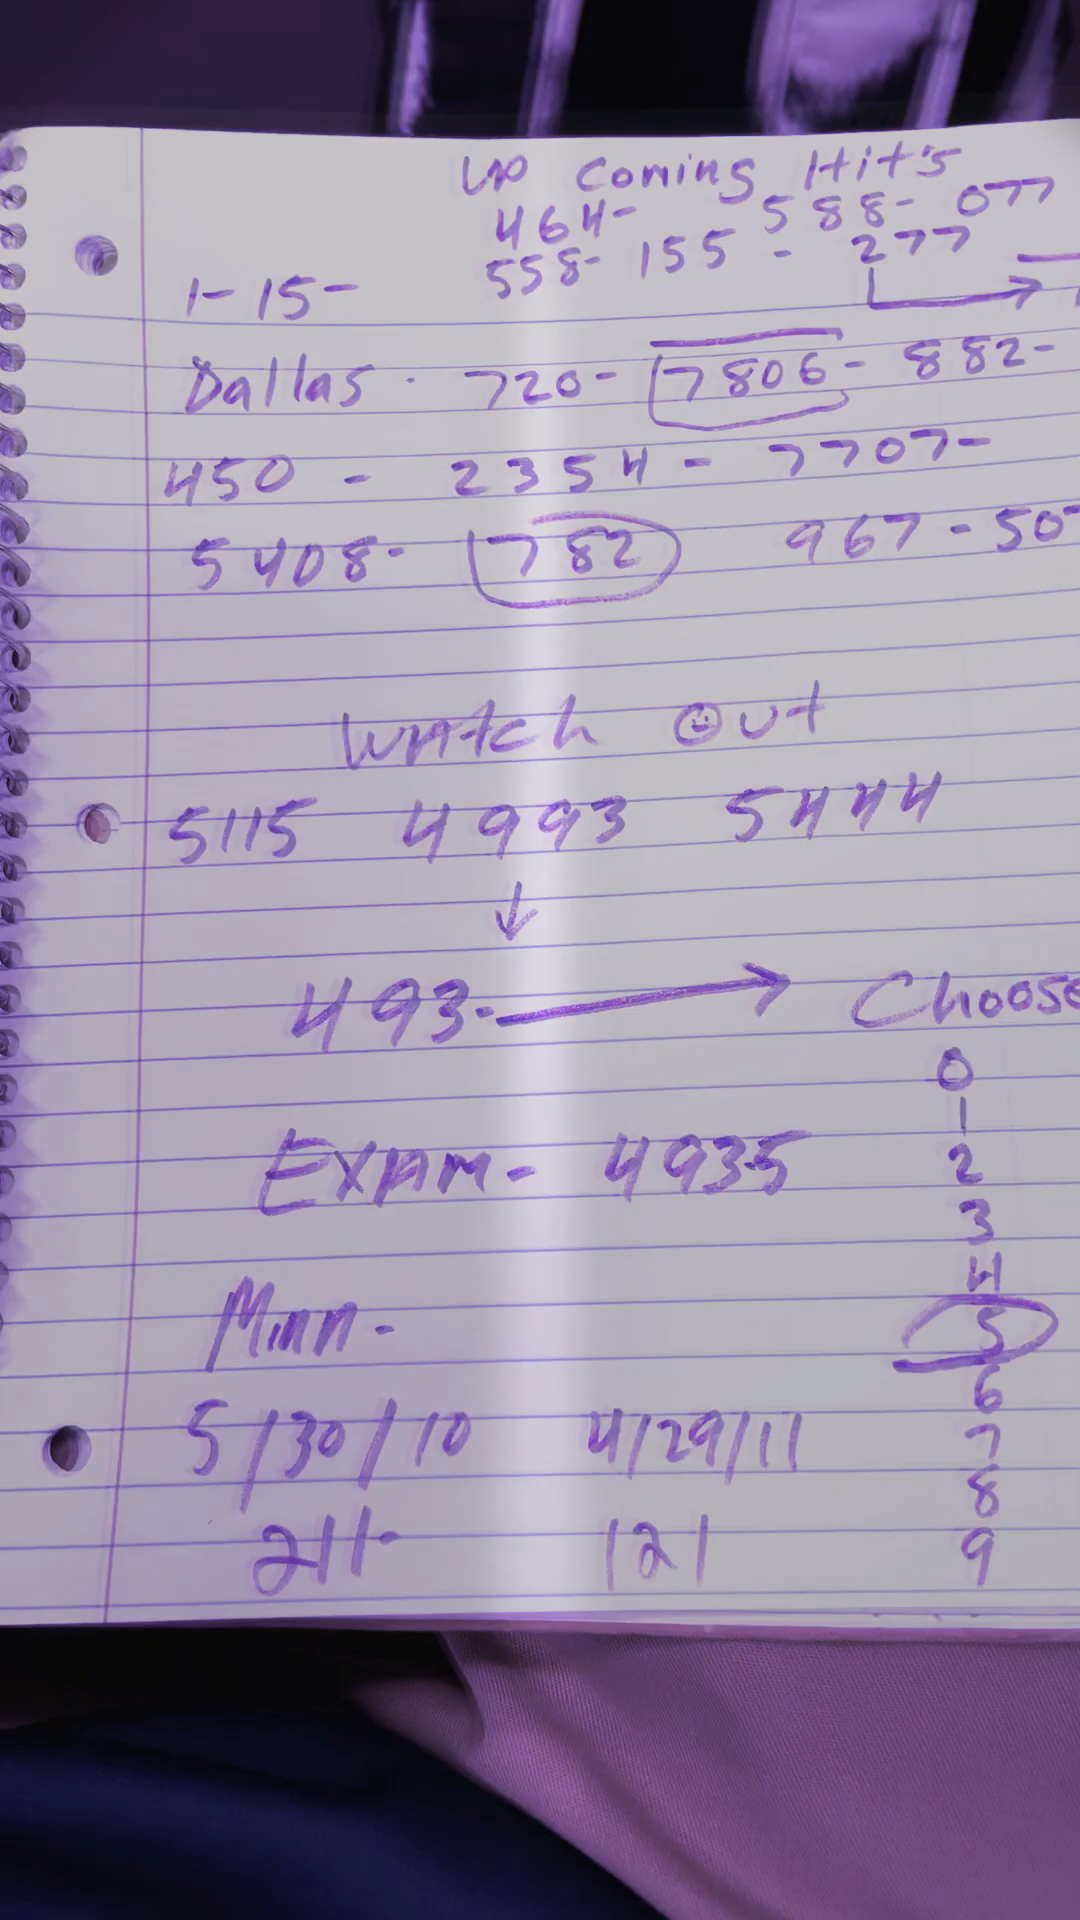 Up Coming Hit's
464- 588- 077
558- 155 - 277
1-15-
Dallas - 720- 7806- 882-
450 - 2354 - 7707-
5408- 782 967 - 50
Watch Out
5115 4993 5444
↓
493- → Choose
0
1
Exam- 4935 2
3
4
Minn- 5
6
5/30/10 4/29/11 7
8
211- 121 9